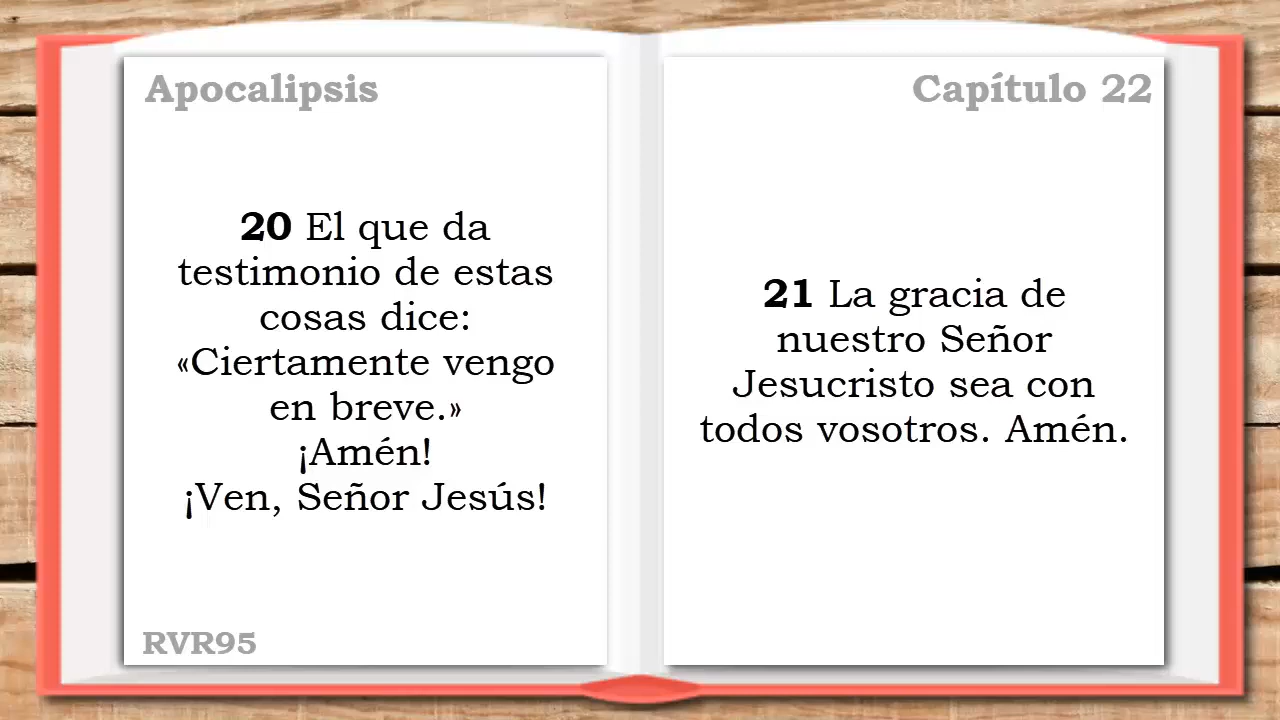 Apocalipsis
20 El que da
testimonio de estas
cosas dice:
«Ciertamente vengo
en breve.»
¡Amén!
¡Ven, Señor Jesús!
RVR95
Capítulo 22
21 La gracia de
nuestro Señor
Jesucristo sea con
todos vosotros. Amén.